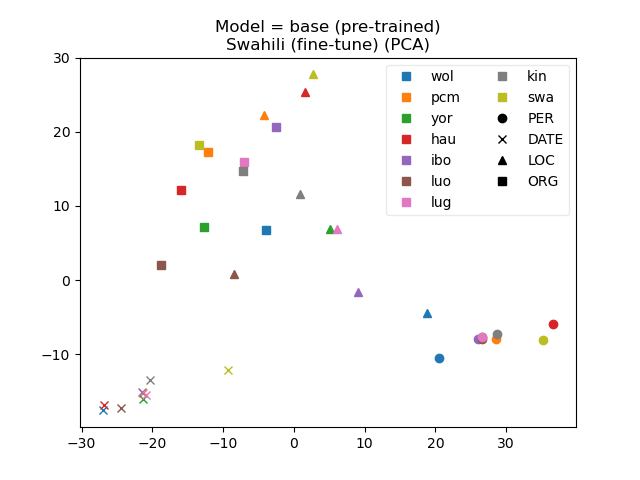 Model = base (pre-trained)
Swahili (fine-tune) (PCA)
30
20
10
0
−10
−30
−20
−10
0
10
20
30
wol
pcm
yor
hau
ibo
luo
lug
kin
swa
PER
DATE
LOC
ORG